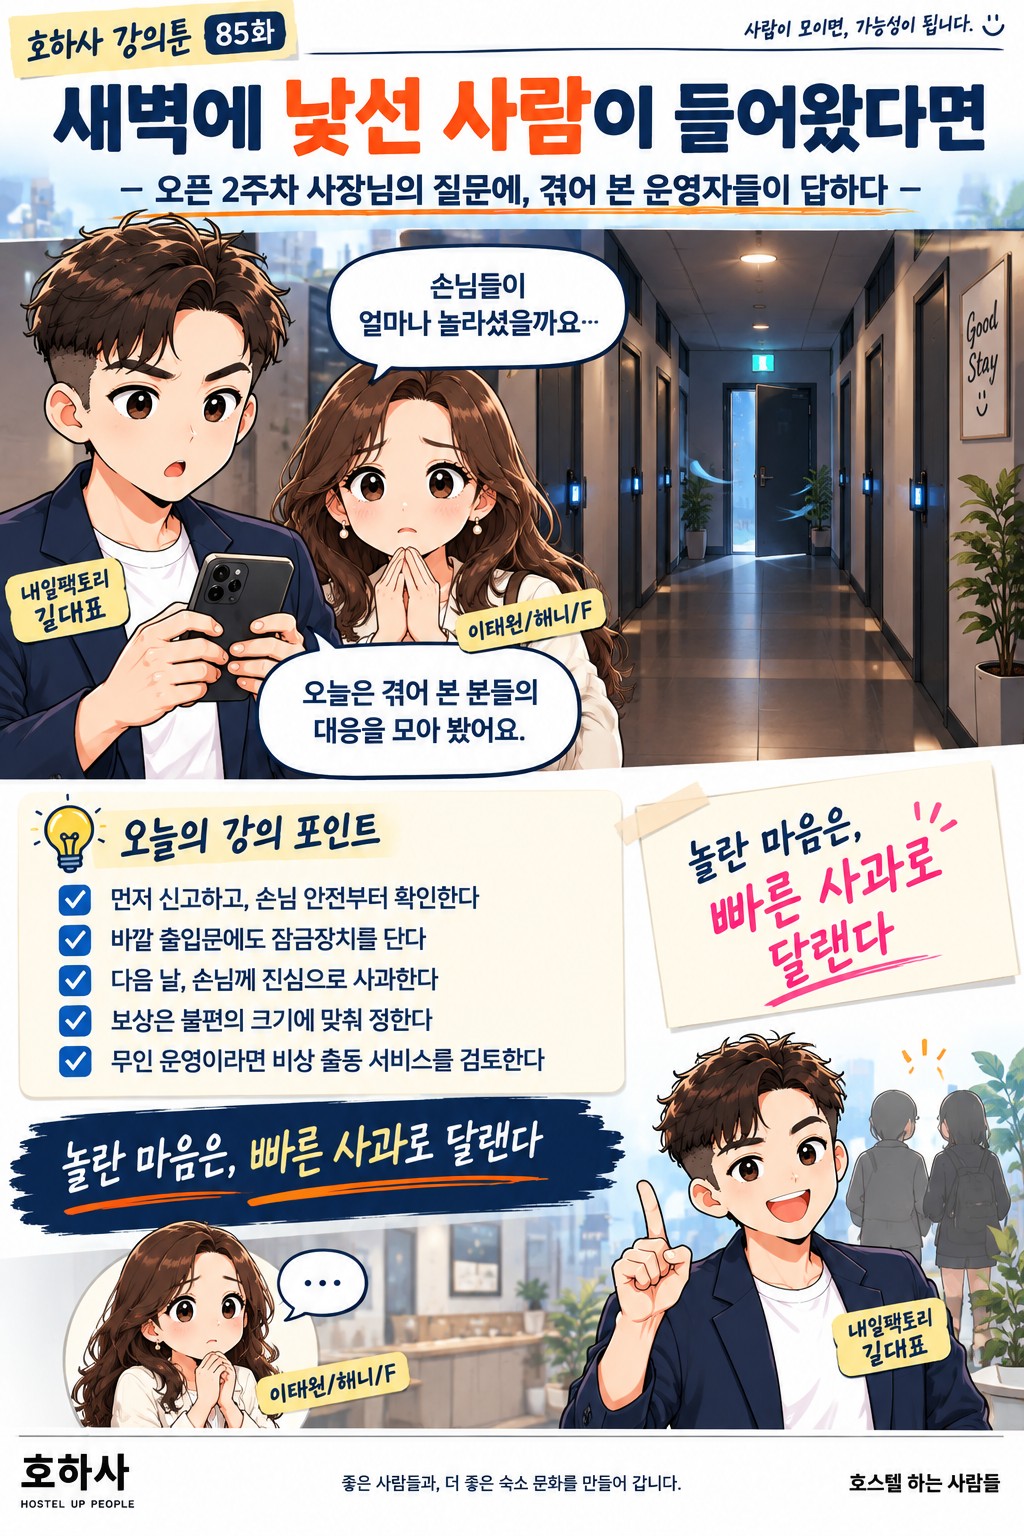 호하사 강의툰 85화
사람이 모이면, 가능성이 됩니다.
새벽에 낯선 사람이 들어왔다면
– 오픈 2주차 사장님의 질문에, 겪어 본 운영자들이 답하다 –
손님들이
얼마나 놀라셨을까요…
Good
Stay
내일팩토리
길대표
이태원/해니/F
오늘은 겪어 본 분들의
대응을 모아 봤어요.
오늘의 강의 포인트
먼저 신고하고, 손님 안전부터 확인한다
바깥 출입문에도 잠금장치를 단다
다음 날, 손님께 진심으로 사과한다
보상은 불편의 크기에 맞춰 정한다
무인 운영이라면 비상 출동 서비스를 검토한다
놀란 마음은,
빠른 사과로
달랜다
놀란 마음은, 빠른 사과로 달랜다
...
이태원/해니/F
내일팩토리
길대표
호하사
HOSTEL UP PEOPLE
좋은 사람들과, 더 좋은 숙소 문화를 만들어 갑니다.
호스텔 하는 사람들